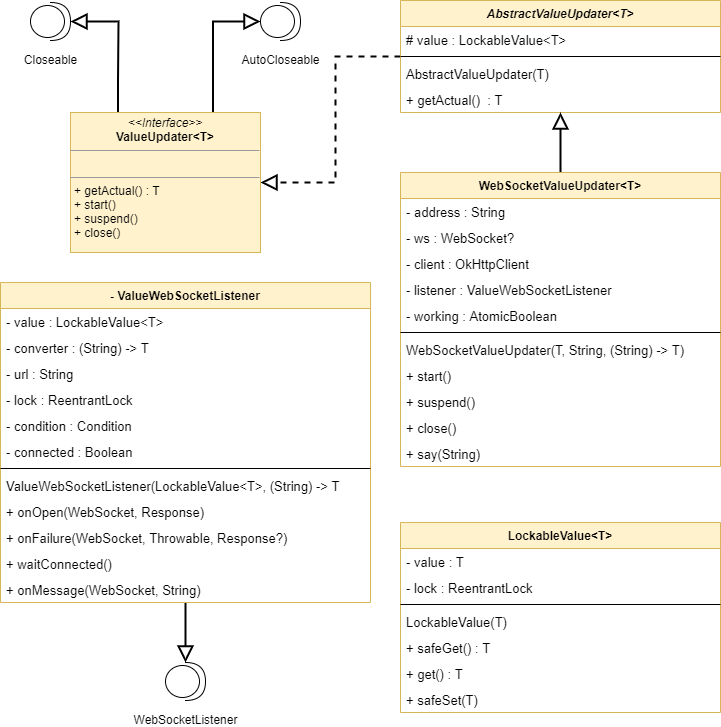 Closeable
AutoCloseable
<<Interface>>
ValueUpdater<T>
+ getActual() : T
+ start()
+ suspend()
+ close()
AbstractValueUpdater<T>
# value : LockableValue<T>
AbstractValueUpdater(T)
+ getActual() : T
WebSocketValueUpdater<T>
- address : String
- ws : WebSocket?
- client : OkHttpClient
- listener : ValueWebSocketListener
- working : AtomicBoolean
WebSocketValueUpdater(T, String, (String) -> T)
+ start()
+ suspend()
+ close()
+ say(String)
- ValueWebSocketListener
- value : LockableValue<T>
- converter : (String) -> T
- url : String
- lock : ReentrantLock
- condition : Condition
- connected : Boolean
ValueWebSocketListener(LockableValue<T>, (String) -> T
+ onOpen(WebSocket, Response)
+ onFailure(WebSocket, Throwable, Response?)
+ waitConnected()
+ onMessage(WebSocket, String)
WebSocketListener
LockableValue<T>
- value : T
- lock : ReentrantLock
LockableValue(T)
+ safeGet() : T
+ get() : T
+ safeSet(T)